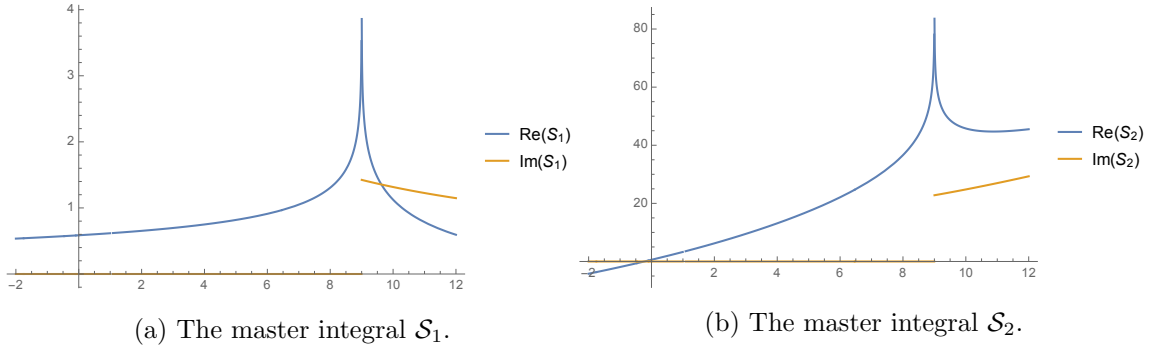 4
3
2
1
−2 0 2 4 6 8 10 12
Re(S₁)
Im(S₁)
(a) The master integral 𝒮₁.
80
60
40
20
-2 2 4 6 8 10 12
Re(S₂)
Im(S₂)
(b) The master integral 𝒮₂.